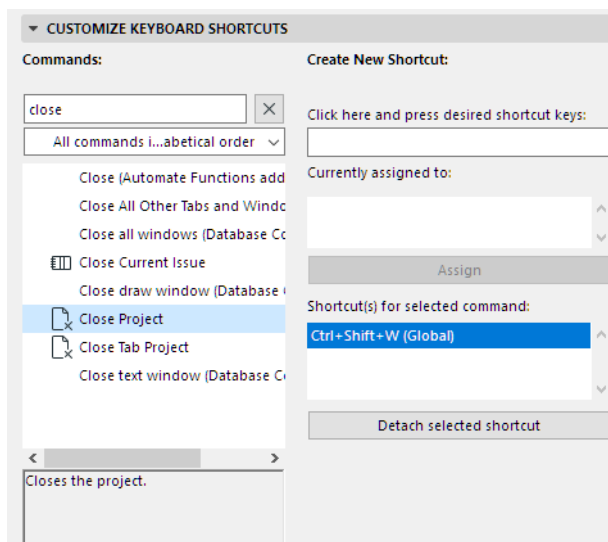 CUSTOMIZE KEYBOARD SHORTCUTS
Commands:
close
All commands i...abetical order
Close (Automate Functions add
Close All Other Tabs and Windo
Close all windows (Database Co
Close Current Issue
Close draw window (Database
Close Project
Close Tab Project
Close text window (Database Co
Closes the project.
Create New Shortcut:
Click here and press desired shortcut keys:
Currently assigned to:
Assign
Shortcut(s) for selected command:
Ctrl+Shift+W (Global)
Detach selected shortcut